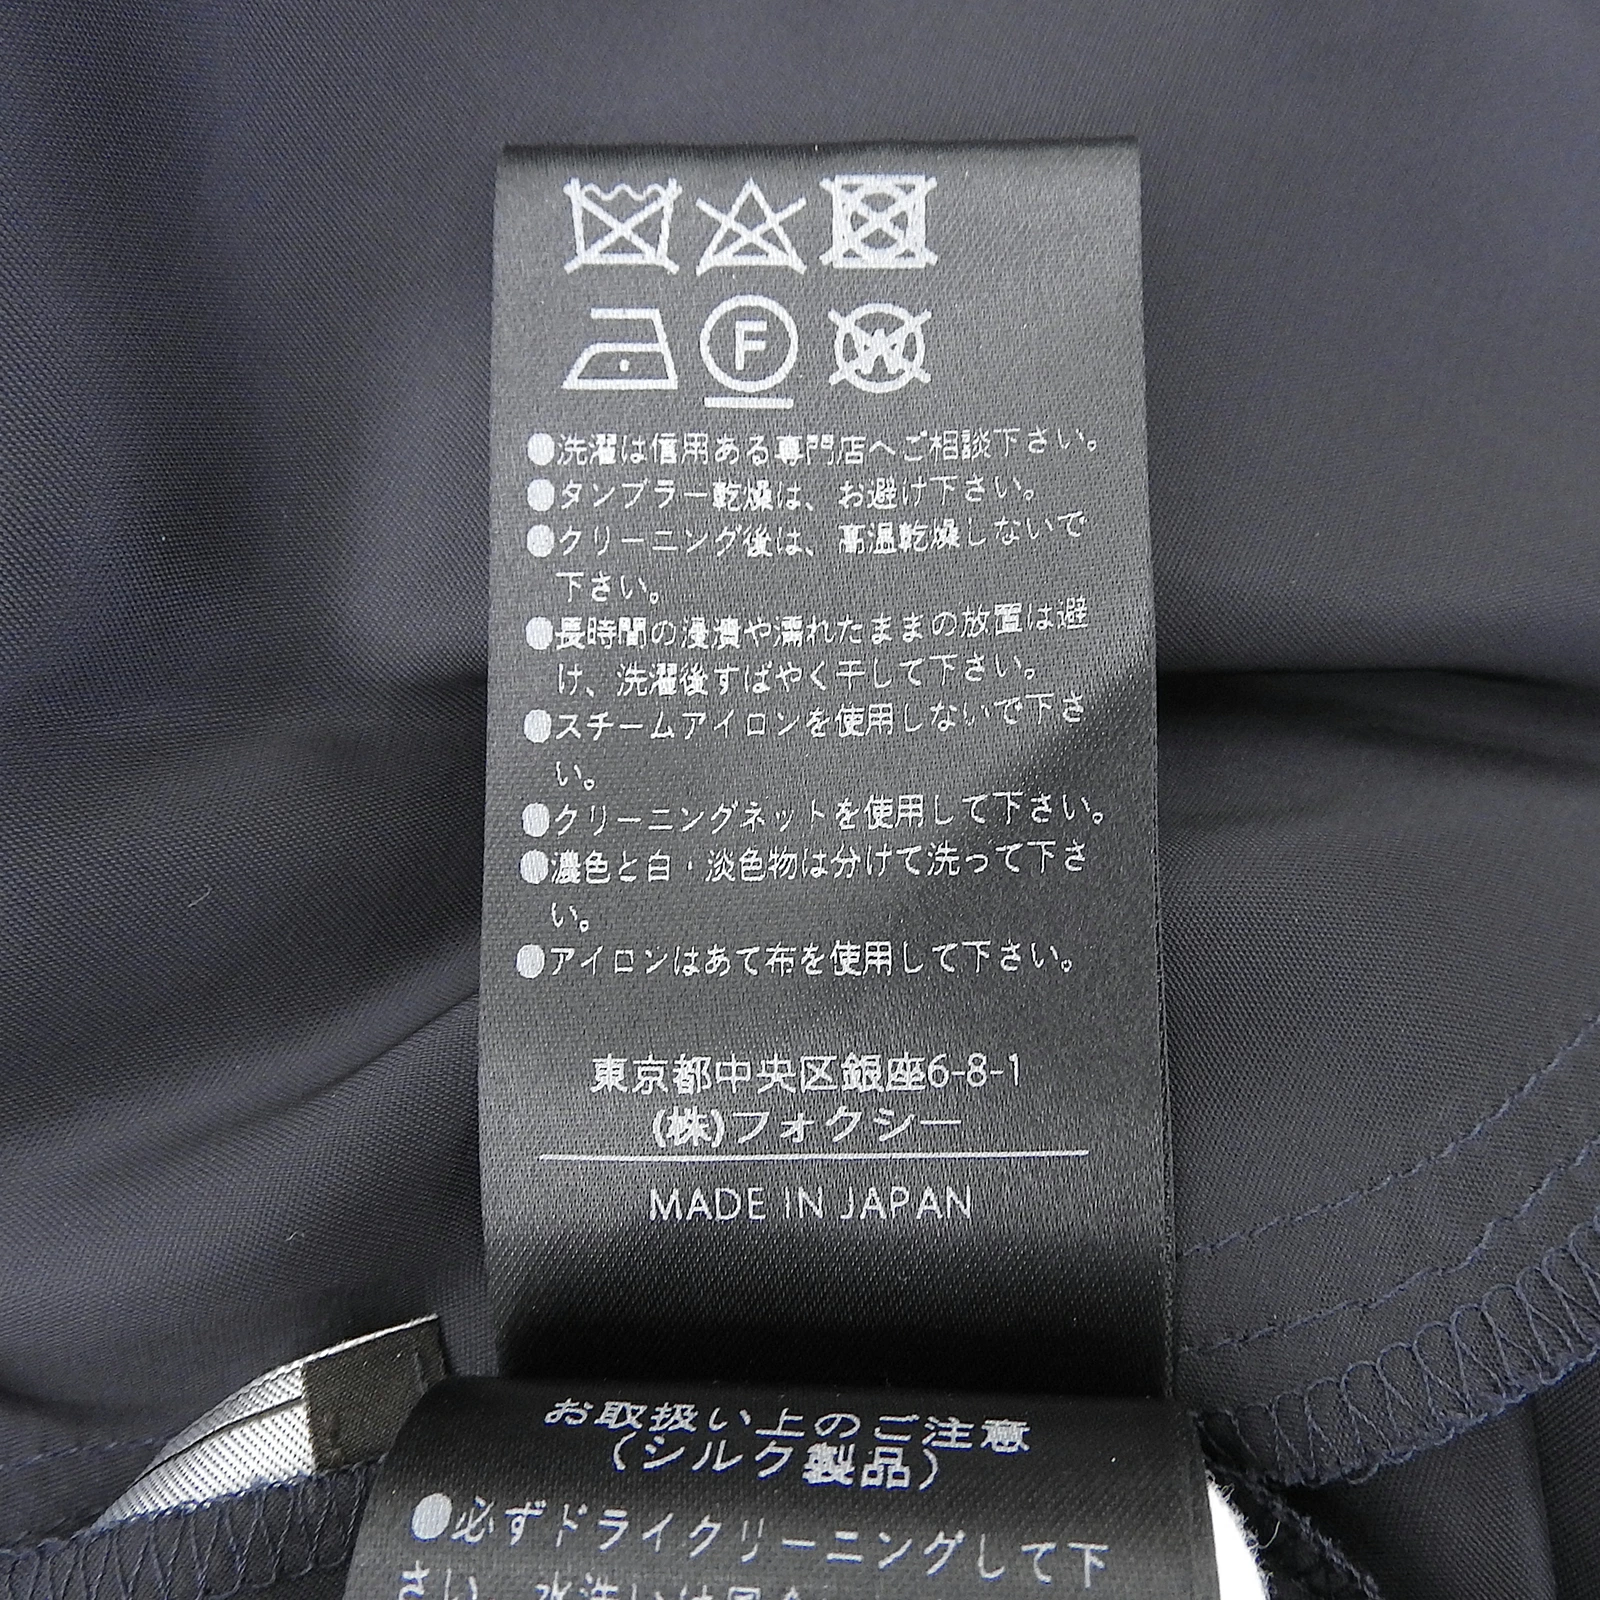 F
W
●洗濯は信用ある専門店へご相談下さい。
●タンブラー乾燥は、お避け下さい。
●クリーニング後は、高温乾燥しないで
下さい。
●長時間の浸漬や濡れたままの放置は避
け、洗濯後すばやく干して下さい。
●スチームアイロンを使用しないで下さ
い。
●クリーニングネットを使用して下さい。
●濃色と白・淡色物は分けて洗って下さ
い。
●アイロンはあて布を使用して下さい。
東京都中央区銀座6-8-1
(株)フォクシー
MADE IN JAPAN
お取扱い上のご注意
(シルク製品)
●必ずドライクリーニングして下
さい